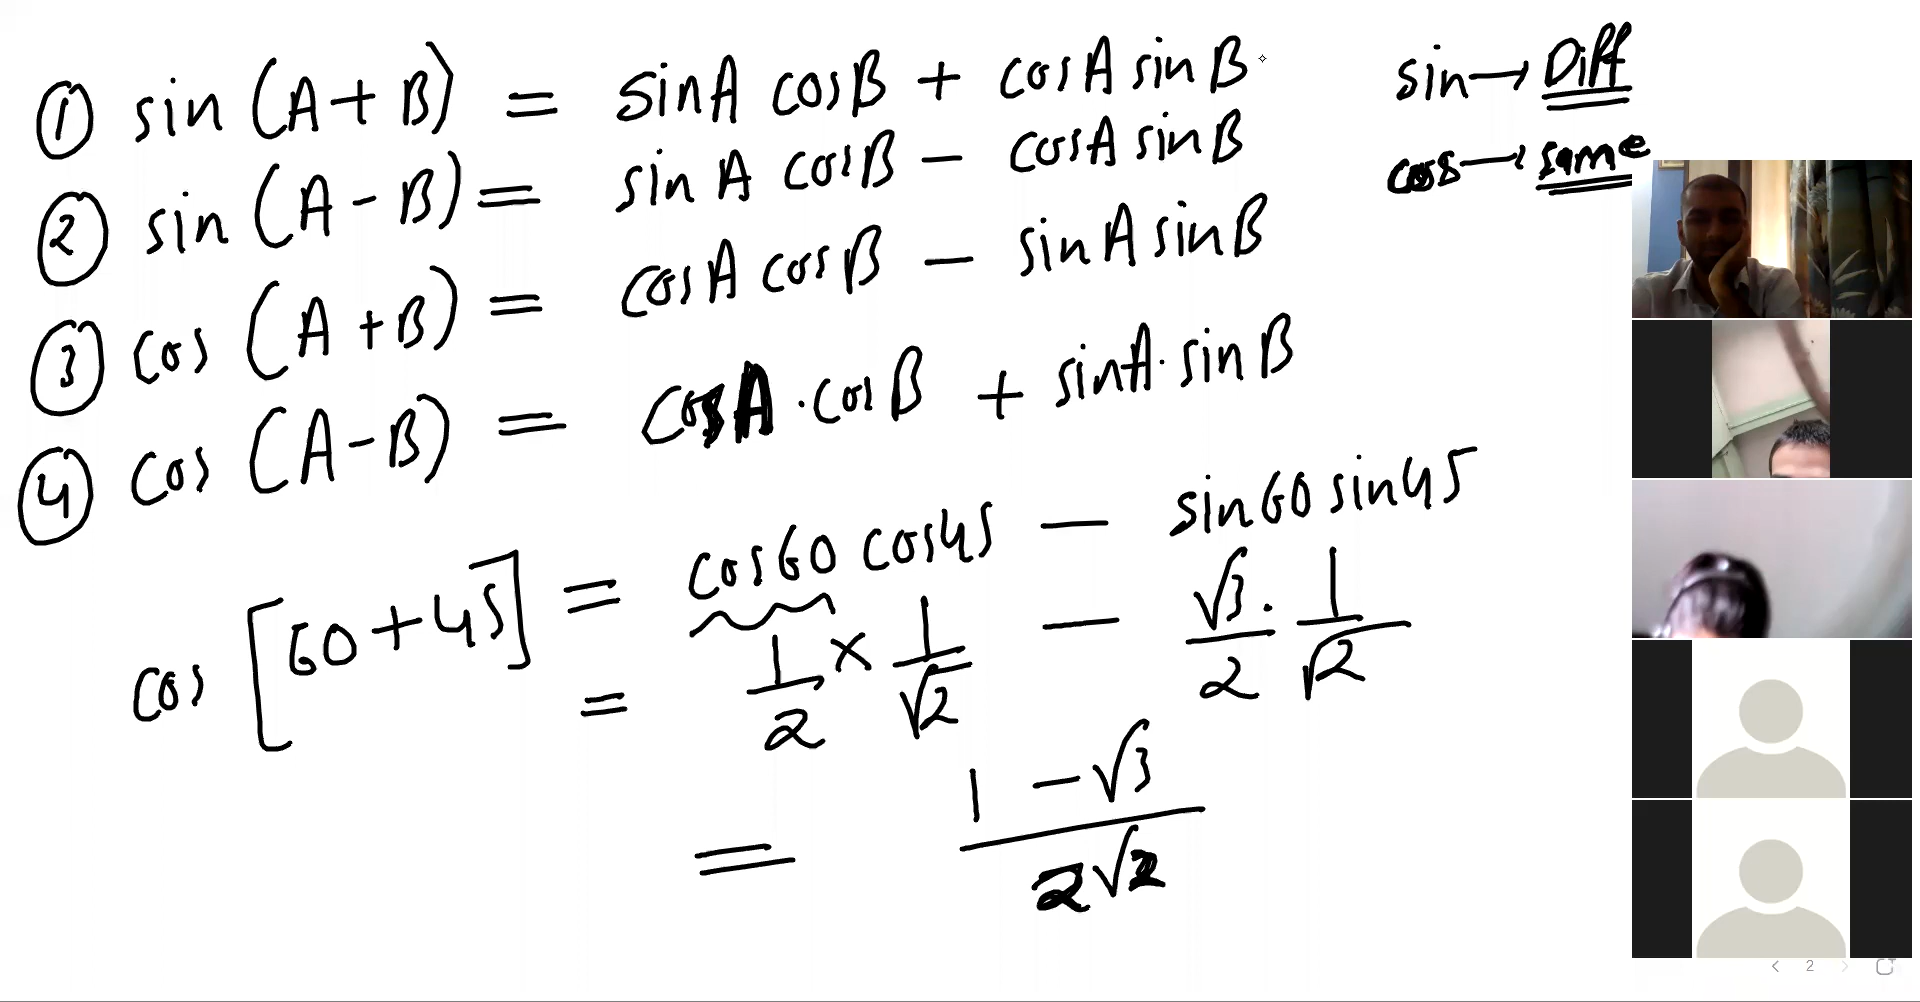 ① sin (A + B) = sinA cosB + cosA sinB
sin → Diff
② sin (A - B) = sin A cosB - cosA sinB
cos → same
③ cos (A + B) = cosA cosB - sinA sinB
④ cos (A - B) = cosA · cosB + sinA · sinB
cos [60 + 45] = cos60 cos45 - sin60 sin45
= 1/2 × 1/√2 - √3/2 · 1/√2
= 1 - √3 / 2√2
2